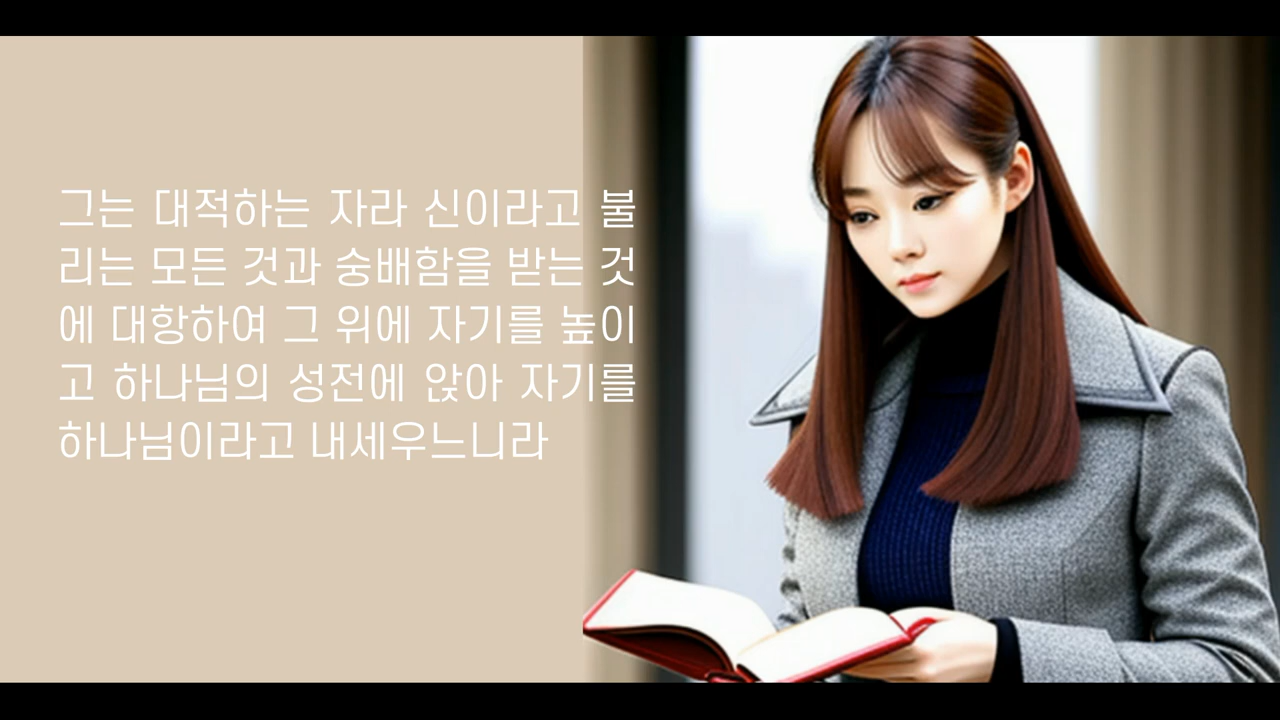 그는 대적하는 자라 신이라고 불
리는 모든 것과 숭배함을 받는 것
에 대항하여 그 위에 자기를 높이
고 하나님의 성전에 앉아 자기를
하나님이라고 내세우느니라